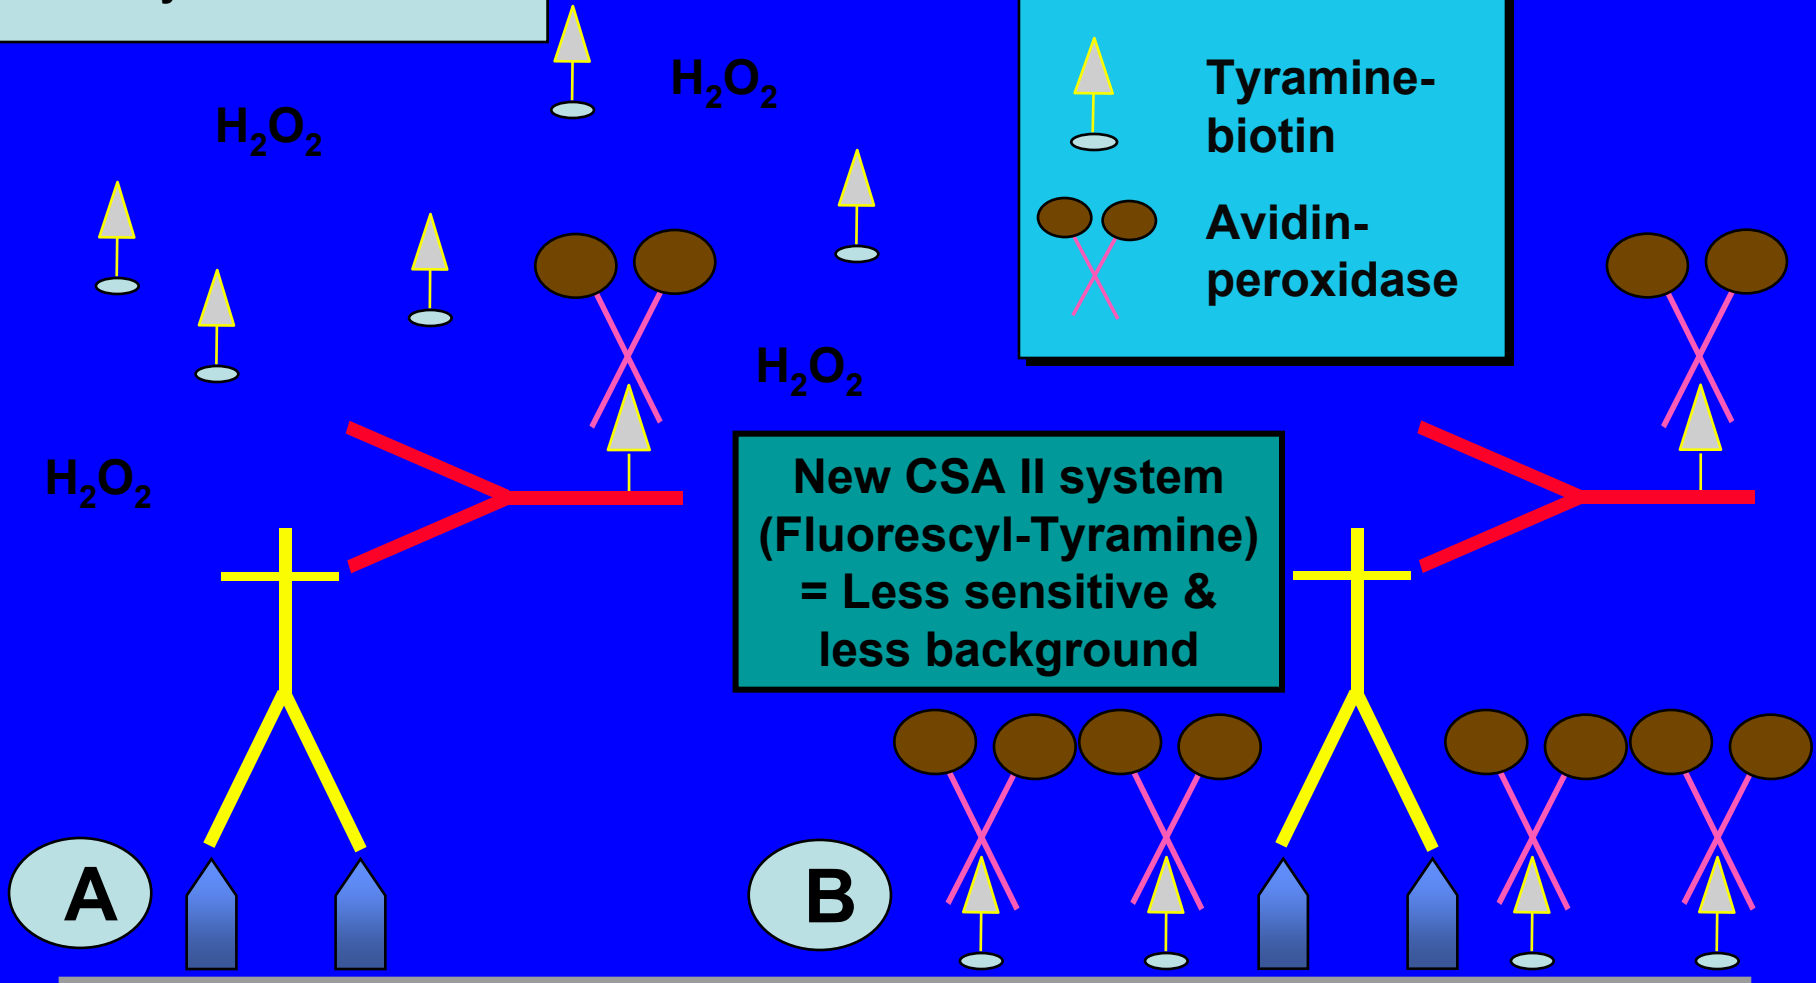 H₂O₂
H₂O₂
Tyramine-
biotin
Avidin-
peroxidase
H₂O₂
H₂O₂
New CSA II system
(Fluorescyl-Tyramine)
= Less sensitive &
less background
A
B